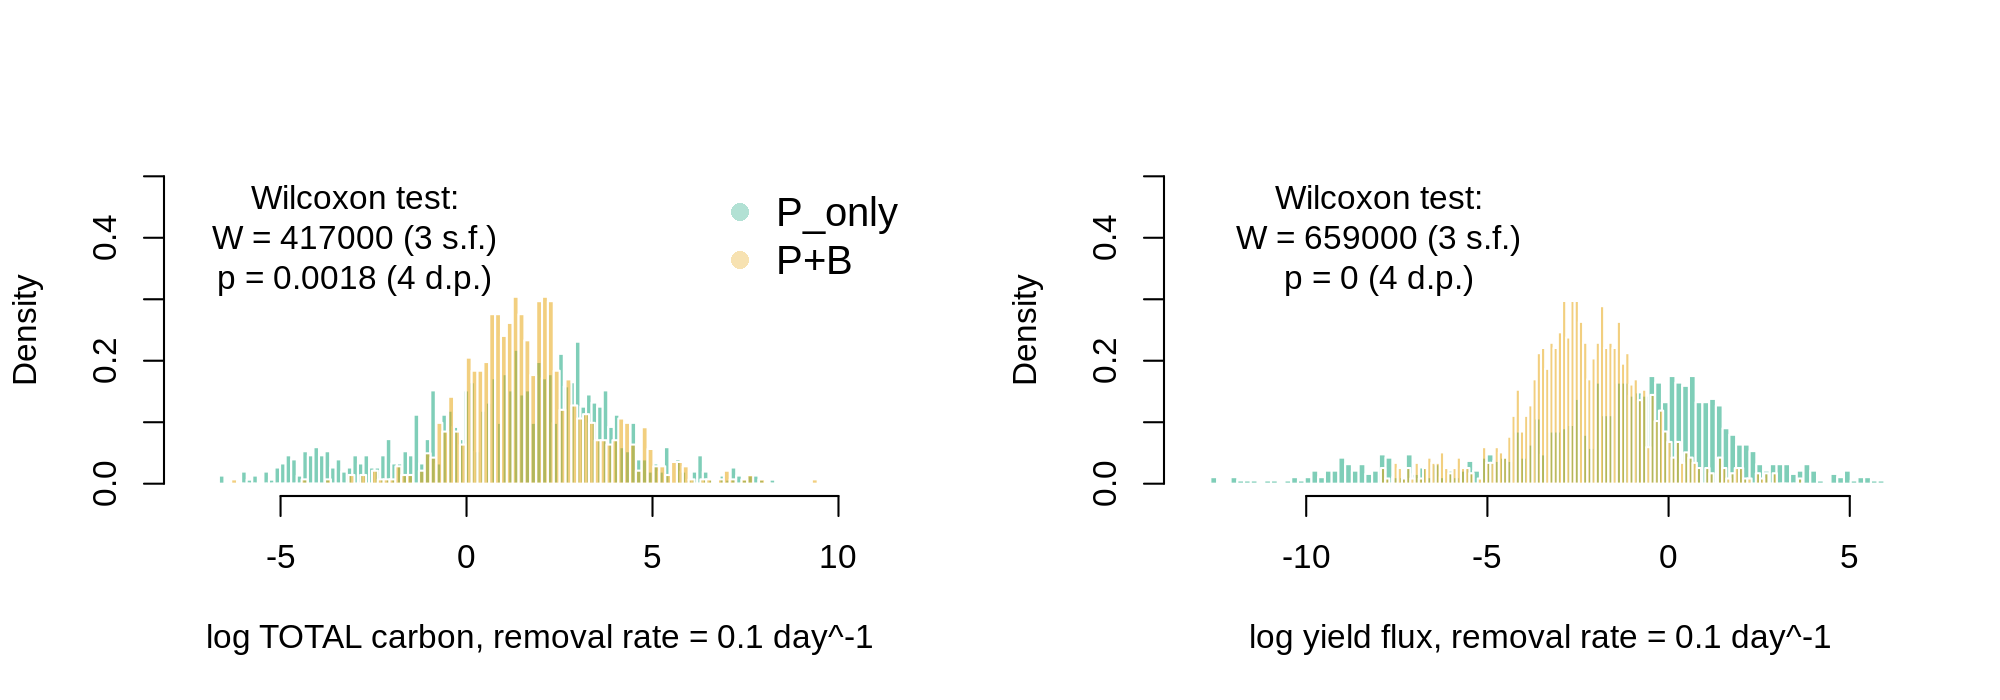 Wilcoxon test:
W = 417000 (3 s.f.)
p = 0.0018 (4 d.p.)
P_only
P+B
Density
0.0
0.2
0.4
-5
0
5
10
log TOTAL carbon, removal rate = 0.1 day^-1
Wilcoxon test:
W = 659000 (3 s.f.)
p = 0 (4 d.p.)
Density
0.0
0.2
0.4
-10
-5
0
5
log yield flux, removal rate = 0.1 day^-1